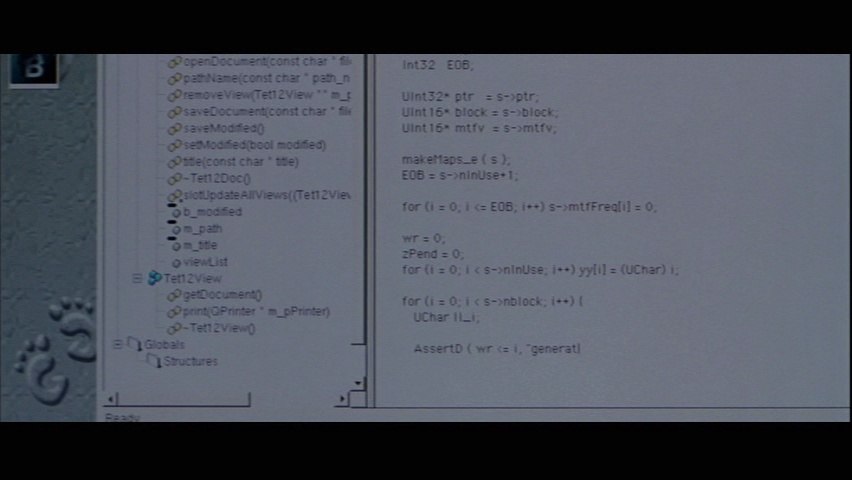 B
openDocument(const char * file
pathName(const char * path_n
removeView(Tet12View ** m_p
saveDocument(const char * file
saveModified()
setModified(bool modified)
title(const char * title)
~Tet12Doc()
slotUpdateAllViews((Tet12View
b_modified
m_path
m_title
viewList
Tet12View
getDocument()
print(QPrinter * m_pPrinter)
~Tet12View()
Globals
Structures
Ready
Int32 EOB;
UInt32* ptr = s->ptr;
UInt16* block = s->block;
UInt16* mtfv = s->mtfv;
makeMaps_e ( s );
EOB = s->nInUse+1;
for (i = 0; i <= EOB; i++) s->mtfFreq[i] = 0;
wr = 0;
zPend = 0;
for (i = 0; i < s->nInUse; i++) yy[i] = (UChar) i;
for (i = 0; i < s->nblock; i++) {
UChar ll_i;
AssertD ( wr <= i, "generat